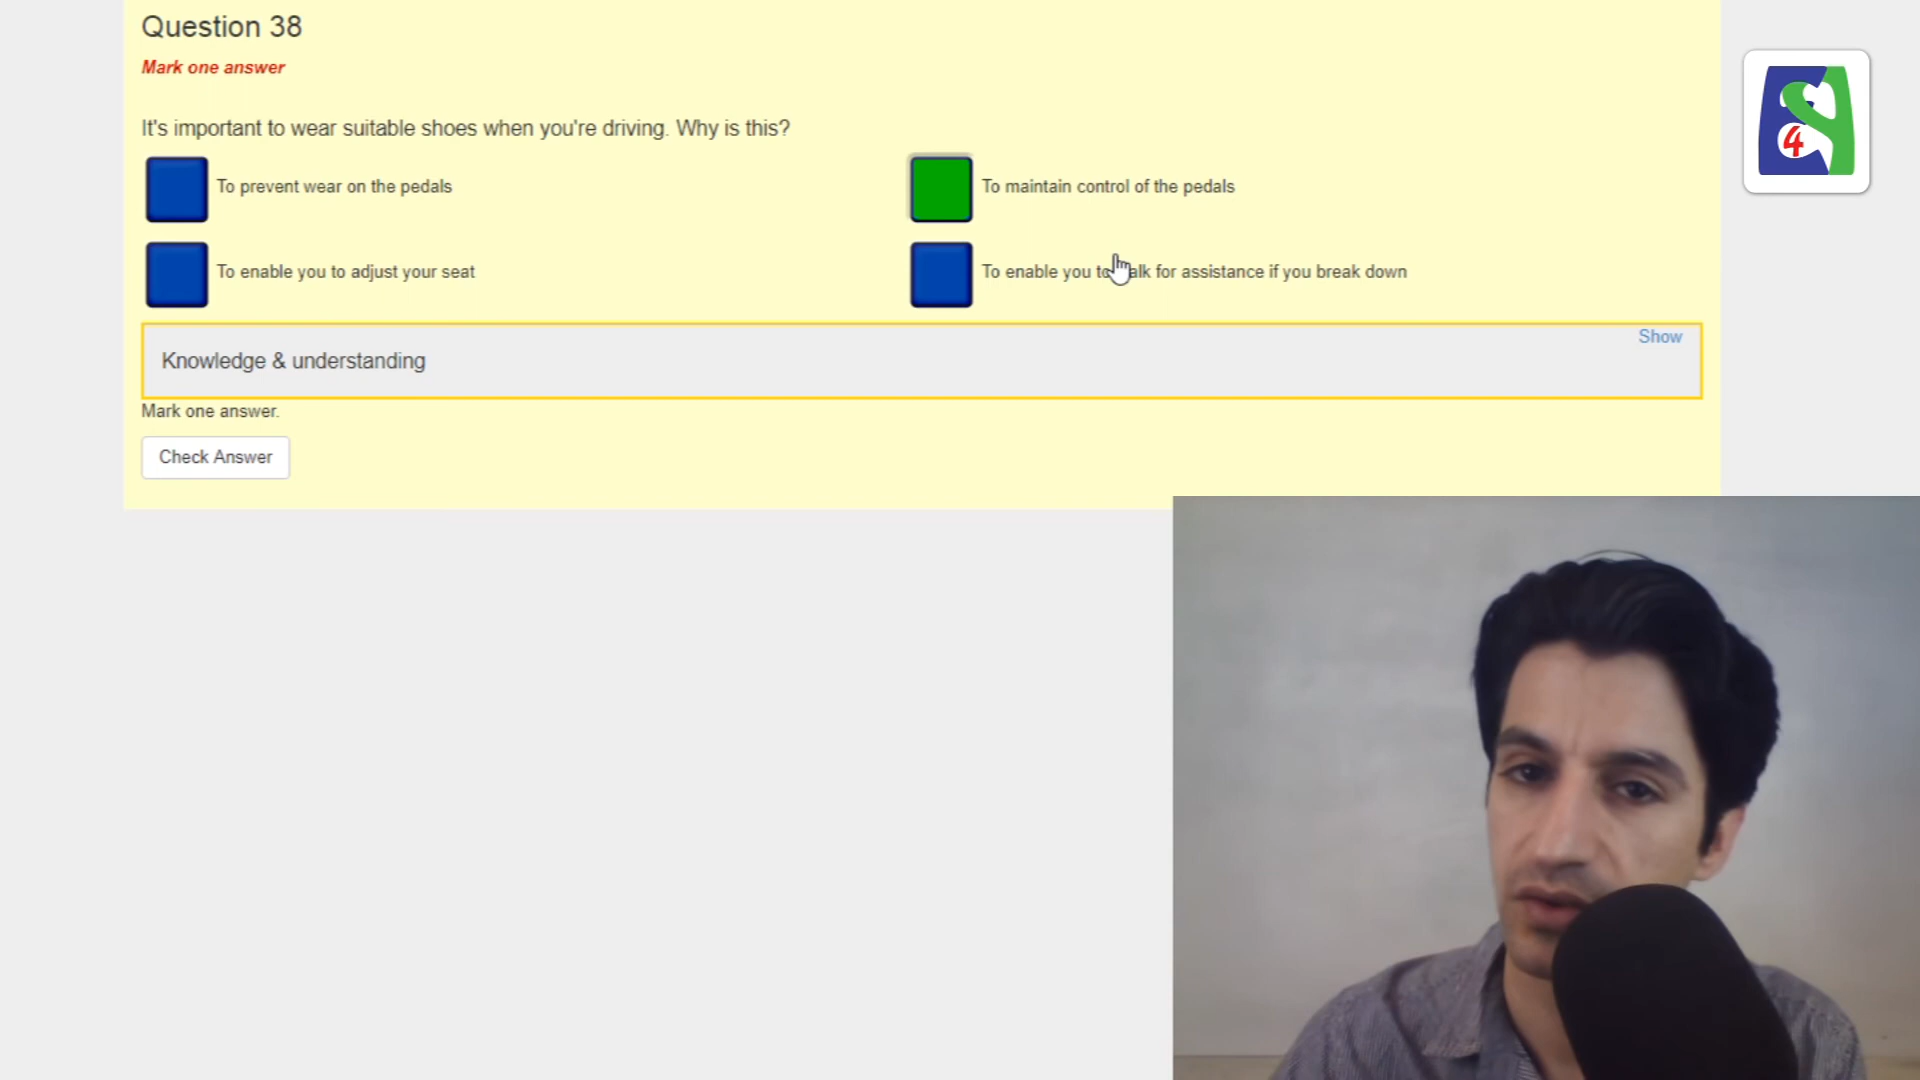 Question 38
Mark one answer
It's important to wear suitable shoes when you're driving. Why is this?
To prevent wear on the pedals
To maintain control of the pedals
To enable you to adjust your seat
To enable you to for assistance if you break down
Show
Knowledge & understanding
Mark one answer.
Check Answer
4